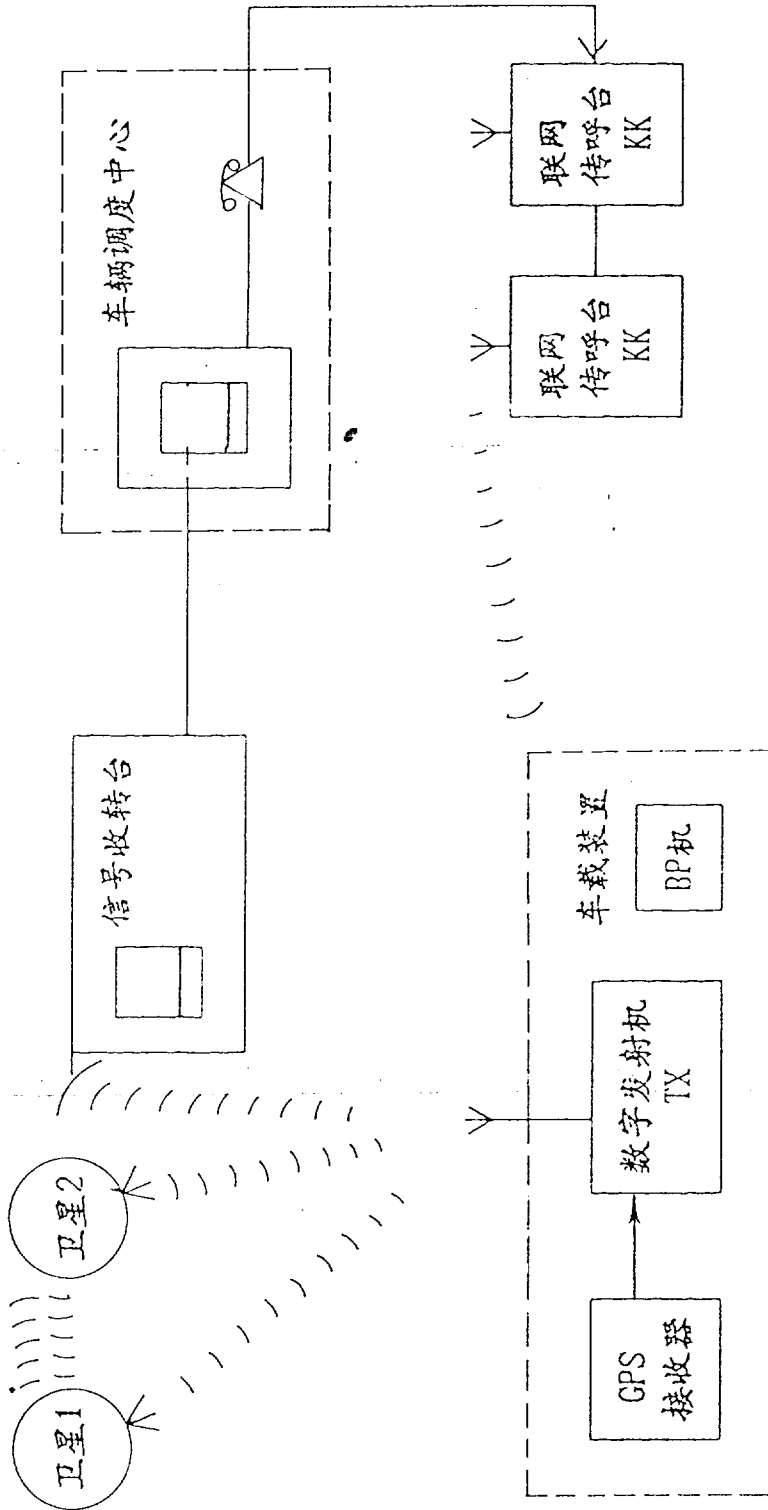 卫星1
卫星2
信号收转台
车辆调度中心
GPS
接收器
数字发射机
TX
车载装置
BP机
联网
传呼台
KK
联网
传呼台
KK